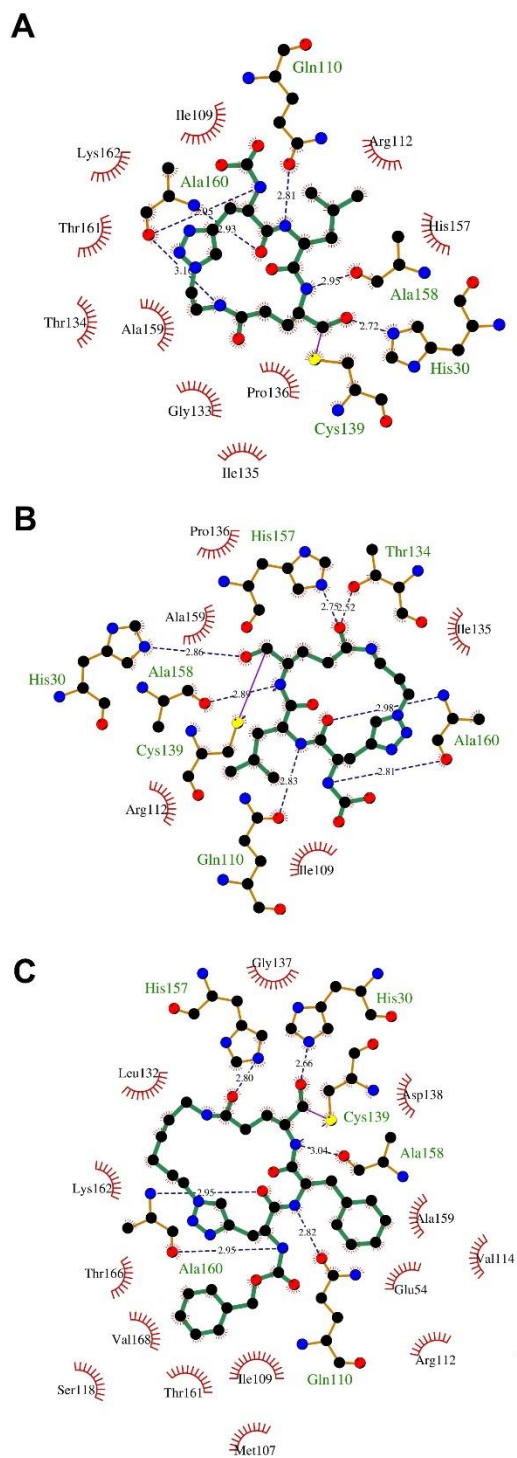 A
Gln110
Ile109
Arg112
Lys162
Ala160
2.81
2.95
2.93
Thr161
His157
3.16
2.95
Ala158
Thr134
Ala159
2.72
His30
Pro136
Gly133
Cys139
Ile135
B
Pro136
His157
Thr134
2.75
2.52
Ala159
Ile135
2.86
His30
Ala158
2.89
2.98
Cys139
Ala160
2.81
2.83
Arg112
Gln110
Ile109
C
Gly137
His157
His30
2.66
2.80
Leu132
Asp138
Cys139
3.04
Ala158
Lys162
2.95
Ala159
2.82
Val114
2.95
Thr166
Ala160
Glu54
Val168
Arg112
Ser118
Thr161
Ile109
Gln110
Met107